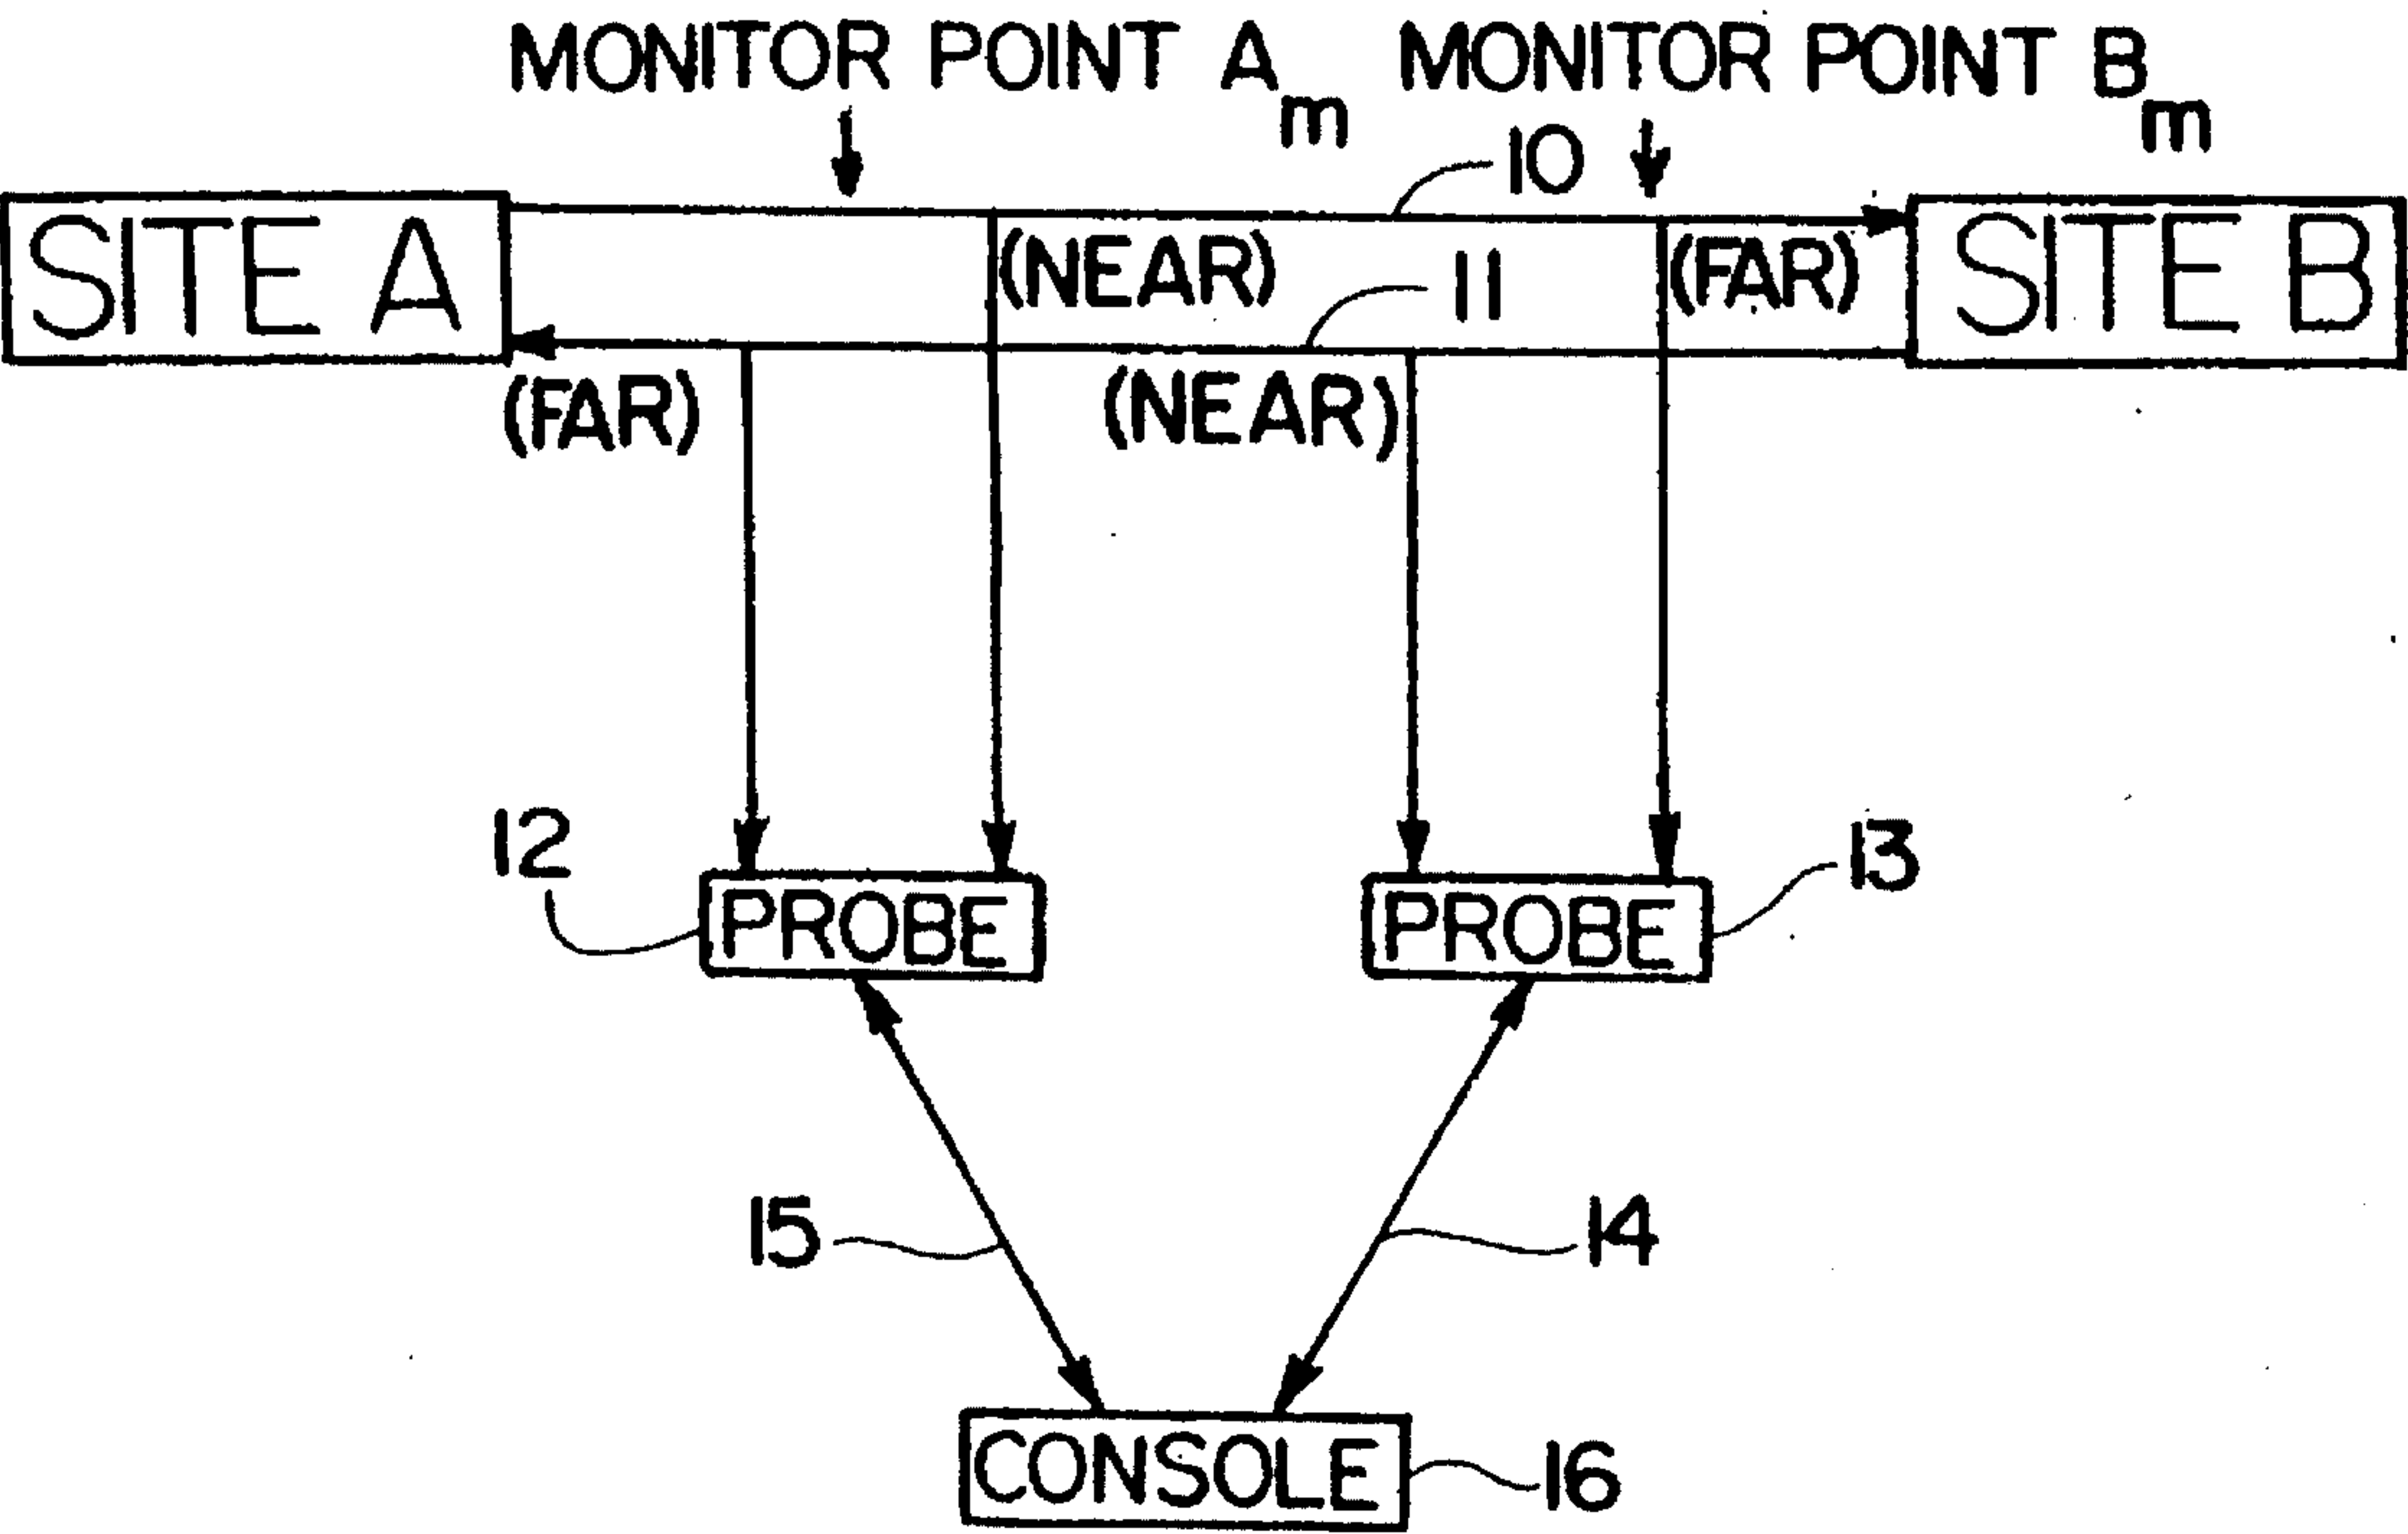 MONITOR POINT Am MONITOR POINT Bm
10
SITE A
(NEAR)
11
(FAR)
SITE B
(FAR)
(NEAR)
12
13
PROBE
PROBE
15
14
CONSOLE
16